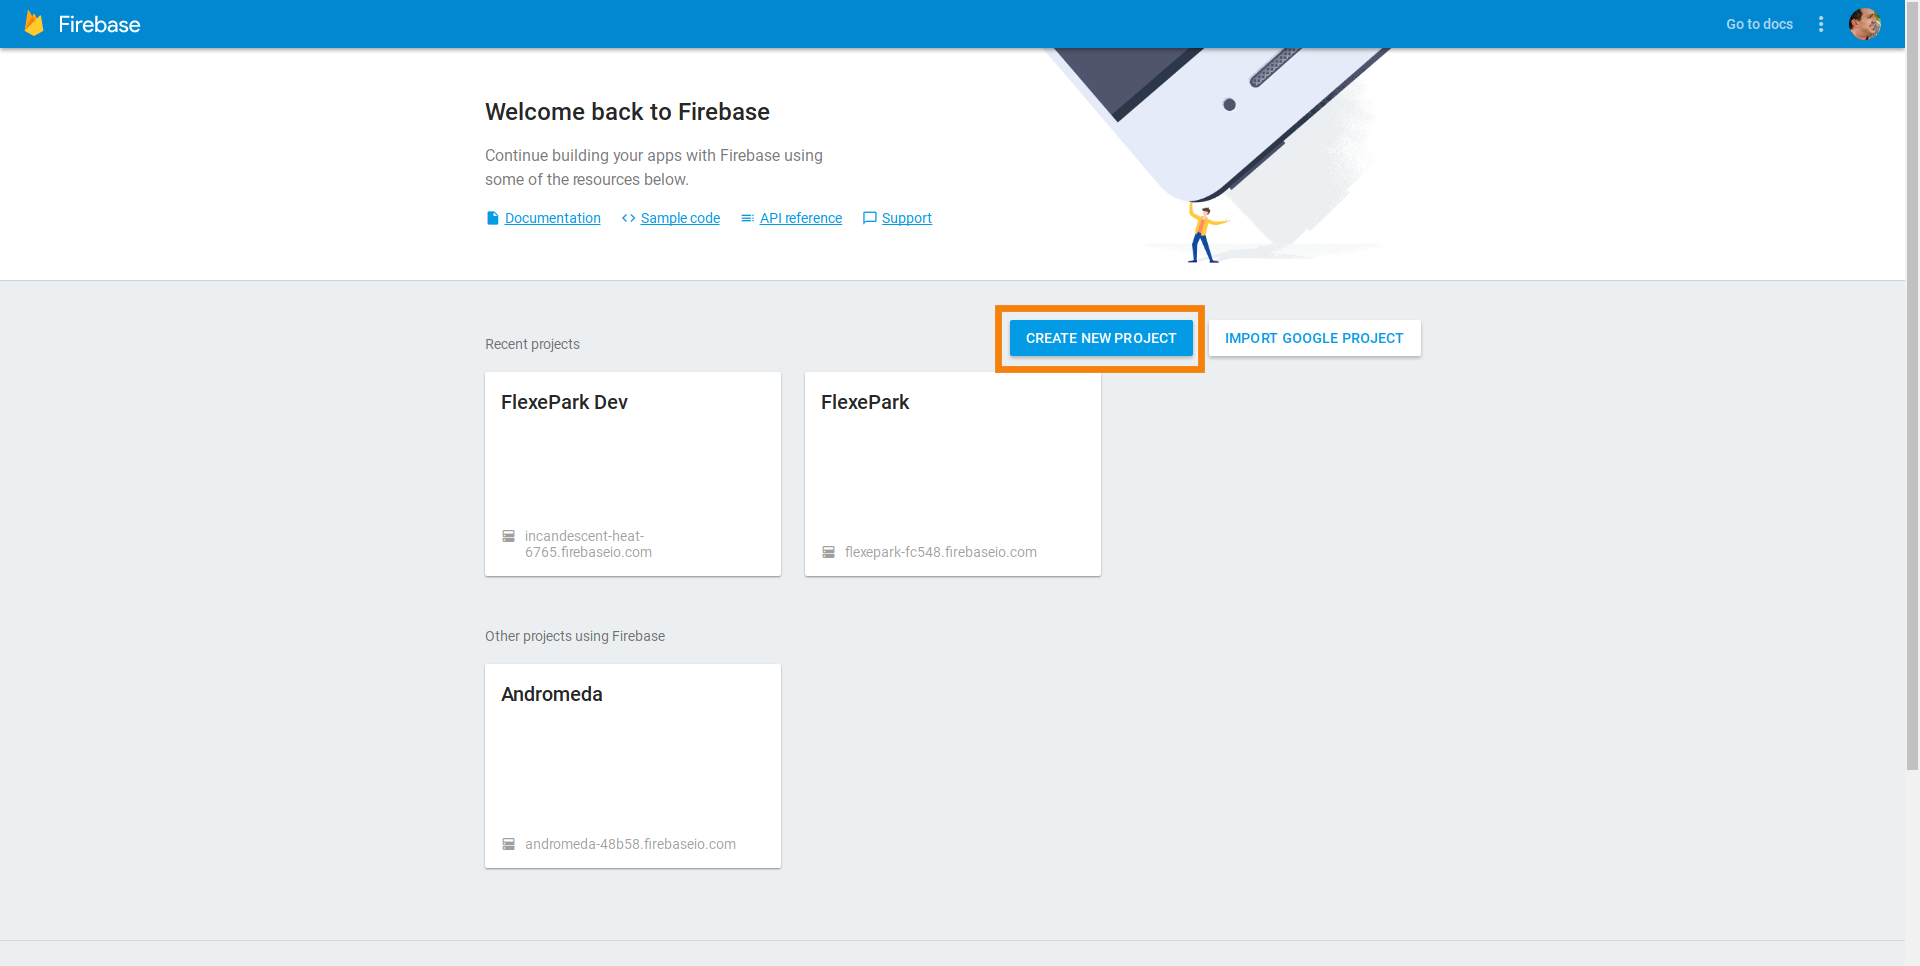 Firebase
Go to docs
Welcome back to Firebase
Continue building your apps with Firebase using
some of the resources below.
Documentation Sample code API reference Support
Recent projects
CREATE NEW PROJECT
IMPORT GOOGLE PROJECT
FlexePark Dev
incandescent-heat-
6765.firebaseio.com
FlexePark
flexepark-fc548.firebaseio.com
Other projects using Firebase
Andromeda
andromeda-48b58.firebaseio.com